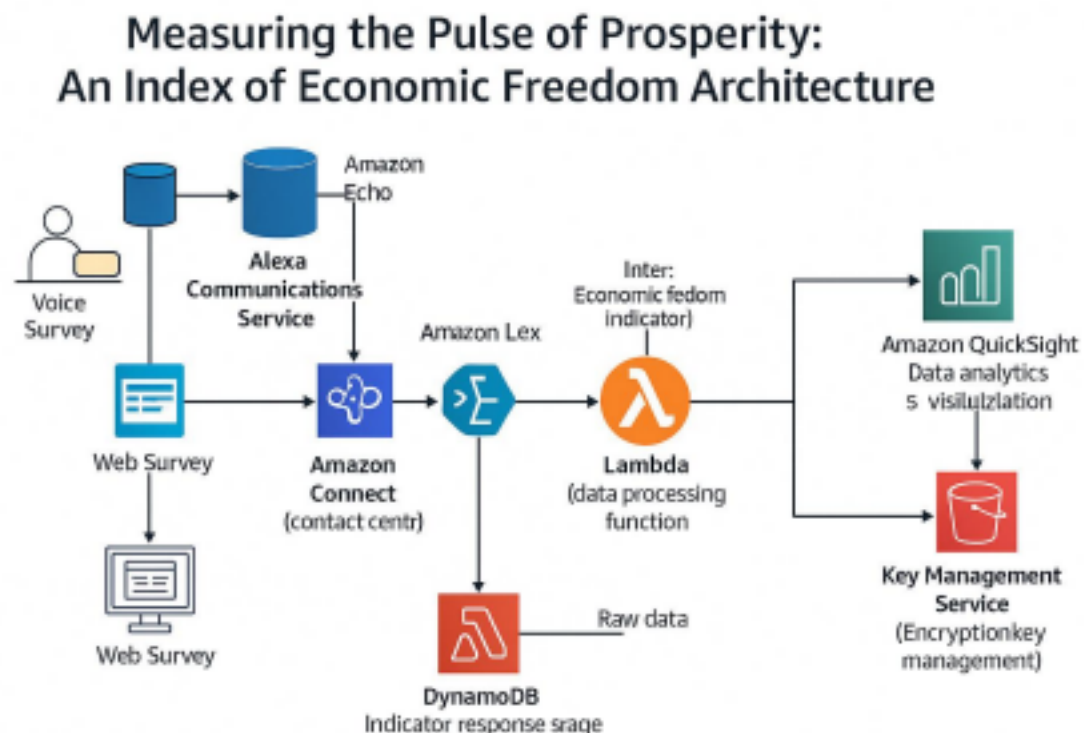 Measuring the Pulse of Prosperity:
An Index of Economic Freedom Architecture
Amazon
Echo
Alexa
Communications
Service
Voice
Survey
Web Survey
Web Survey
Amazon
Connect
(contact centr)
Amazon Lex
Inter:
Economic fedom
indicator)
Lambda
(data processing
function
DynamoDB
Indicator response srage
Raw data
Amazon QuickSight
Data analytics
s visilulzlation
Key Management
Service
(Encryptionkey
management)